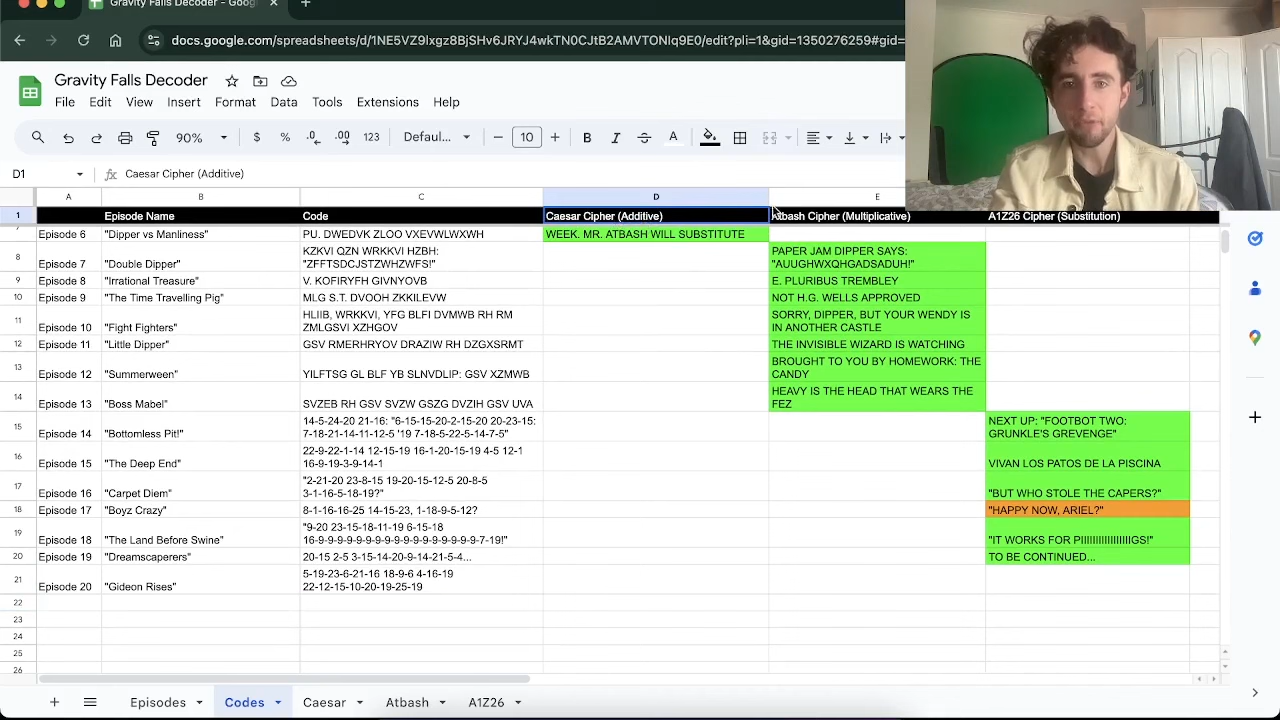 Gravity Falls Decoder - Goo
docs.google.com/spreadsheets/d/1NE5VZ9lxgz8BjSHv6JRYJ4wkTN0CJtB2AMVTONlq9E0/edit?pli=1&gid=1350276259#gid=
Gravity Falls Decoder
File Edit View Insert Format Data Tools Extensions Help
90% $ % .0 .00 123 Defaul... − 10 + B I A
D1 fx Caesar Cipher (Additive)
A B C D E
1 Episode Name Code Caesar Cipher (Additive) Atbash Cipher (Multiplicative) A1Z26 Cipher (Substitution)
Episode 6 "Dipper vs Manliness" PU. DWEDVK ZLOO VXEVWLWXWH WEEK. MR. ATBASH WILL SUBSTITUTE
KZKVI QZN WRKKVI HZBH: PAPER JAM DIPPER SAYS:
8 Episode 7 "Double Dipper" "ZFFTSDCJSTZWHZWFS!" "AUUGHWXQHGADSADUH!"
9 Episode 8 "Irrational Treasure" V. KOFIRYFH GIVNYOVB E. PLURIBUS TREMBLEY
10 Episode 9 "The Time Travelling Pig" MLG S.T. DVOOH ZKKILEVW NOT H.G. WELLS APPROVED
HLIIB, WRKKVI, YFG BLFI DVMWB RH RM SORRY, DIPPER, BUT YOUR WENDY IS
11 Episode 10 "Fight Fighters" ZMLGSVI XZHGOV IN ANOTHER CASTLE
12 Episode 11 "Little Dipper" GSV RMERHRYOV DRAZIW RH DZGXSRMT THE INVISIBLE WIZARD IS WATCHING
YILFTSG GL BLF YB SLNVDLIP: GSV XZMWB BROUGHT TO YOU BY HOMEWORK: THE
13 Episode 12 "Summerween" CANDY
HEAVY IS THE HEAD THAT WEARS THE
14 Episode 13 "Boss Mabel" SVZEB RH GSV SVZW GSZG DVZIH GSV UVA FEZ
14-5-24-20 21-16: "6-15-15-20-2-15-20 20-23-15: NEXT UP: "FOOTBOT TWO:
15 Episode 14 "Bottomless Pit!" 7-18-21-14-11-12-5 '19 7-18-5-22-5-14-7-5" GRUNKLE'S GREVENGE"
22-9-22-1-14 12-15-19 16-1-20-15-19 4-5 12-1
16 Episode 15 "The Deep End" 16-9-19-3-9-14-1 VIVAN LOS PATOS DE LA PISCINA
"2-21-20 23-8-15 19-20-15-12-5 20-8-5
17 Episode 16 "Carpet Diem" 3-1-16-5-18-19?" "BUT WHO STOLE THE CAPERS?"
18 Episode 17 "Boyz Crazy" 8-1-16-16-25 14-15-23, 1-18-9-5-12? "HAPPY NOW, ARIEL?"
"9-20 23-15-18-11-19 6-15-18
19 Episode 18 "The Land Before Swine" 16-9-9-9-9-9-9-9-9-9-9-9-9-9-9-9-7-19!" "IT WORKS FOR PIIIIIIIIIIIIIIIIGS!"
20 Episode 19 "Dreamscaperers" 20-15 2-5 3-15-14-20-9-14-21-5-4... TO BE CONTINUED...
5-19-23-6-21-16 18-9-6 4-16-19
21 Episode 20 "Gideon Rises" 22-12-15-10-20-19-25-19
22
23
24
25
26
+ Episodes Codes Caesar Atbash A1Z26